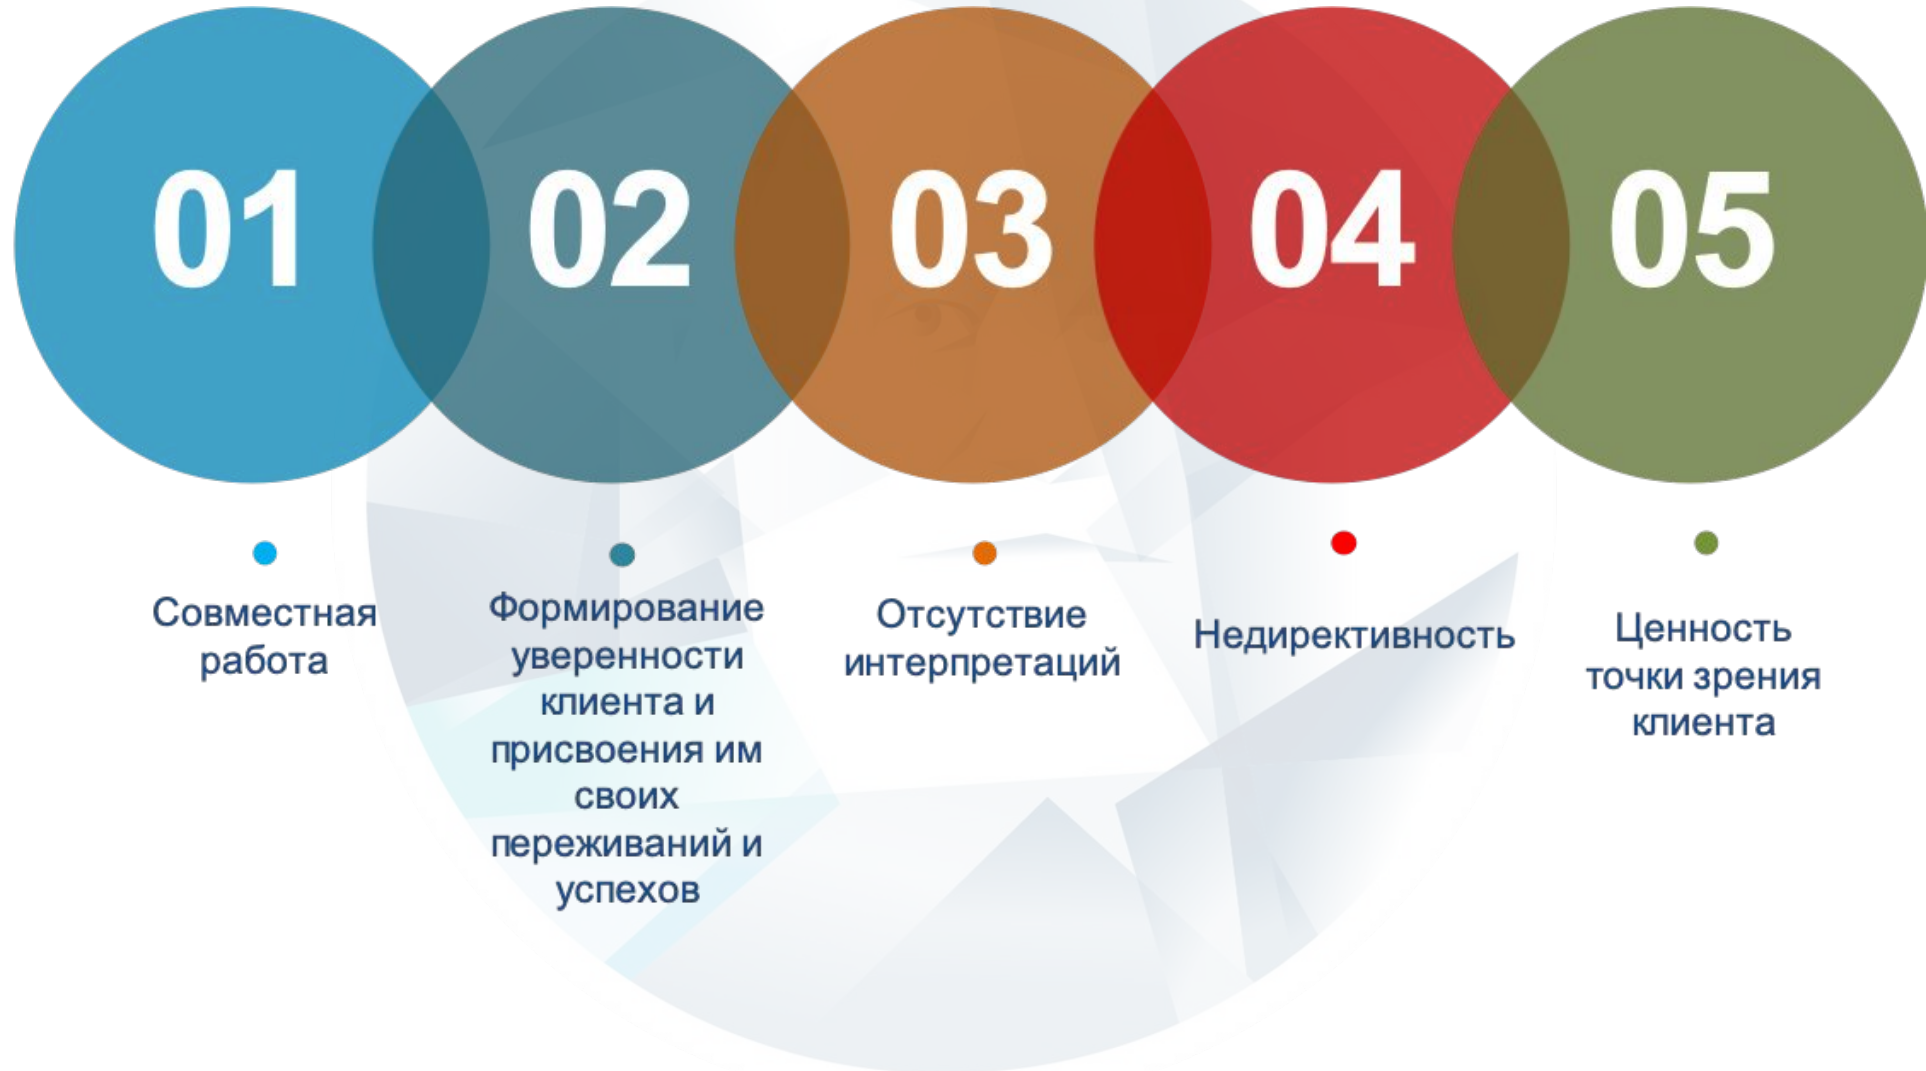 01
02
03
04
05
Совместная
работа
Формирование
уверенности
клиента и
присвоения им
своих
переживаний и
успехов
Отсутствие
интерпретаций
Недирективность
Ценность
точки зрения
клиента